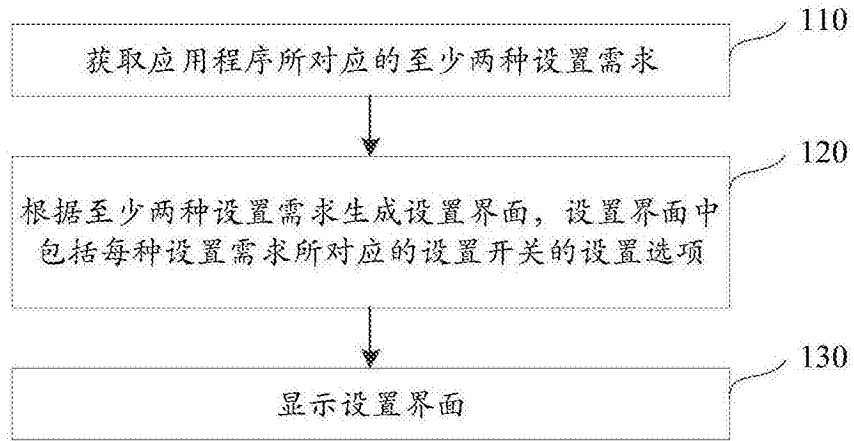 110
获取应用程序所对应的至少两种设置需求
120
根据至少两种设置需求生成设置界面，设置界面中
包括每种设置需求所对应的设置开关的设置选项
130
显示设置界面